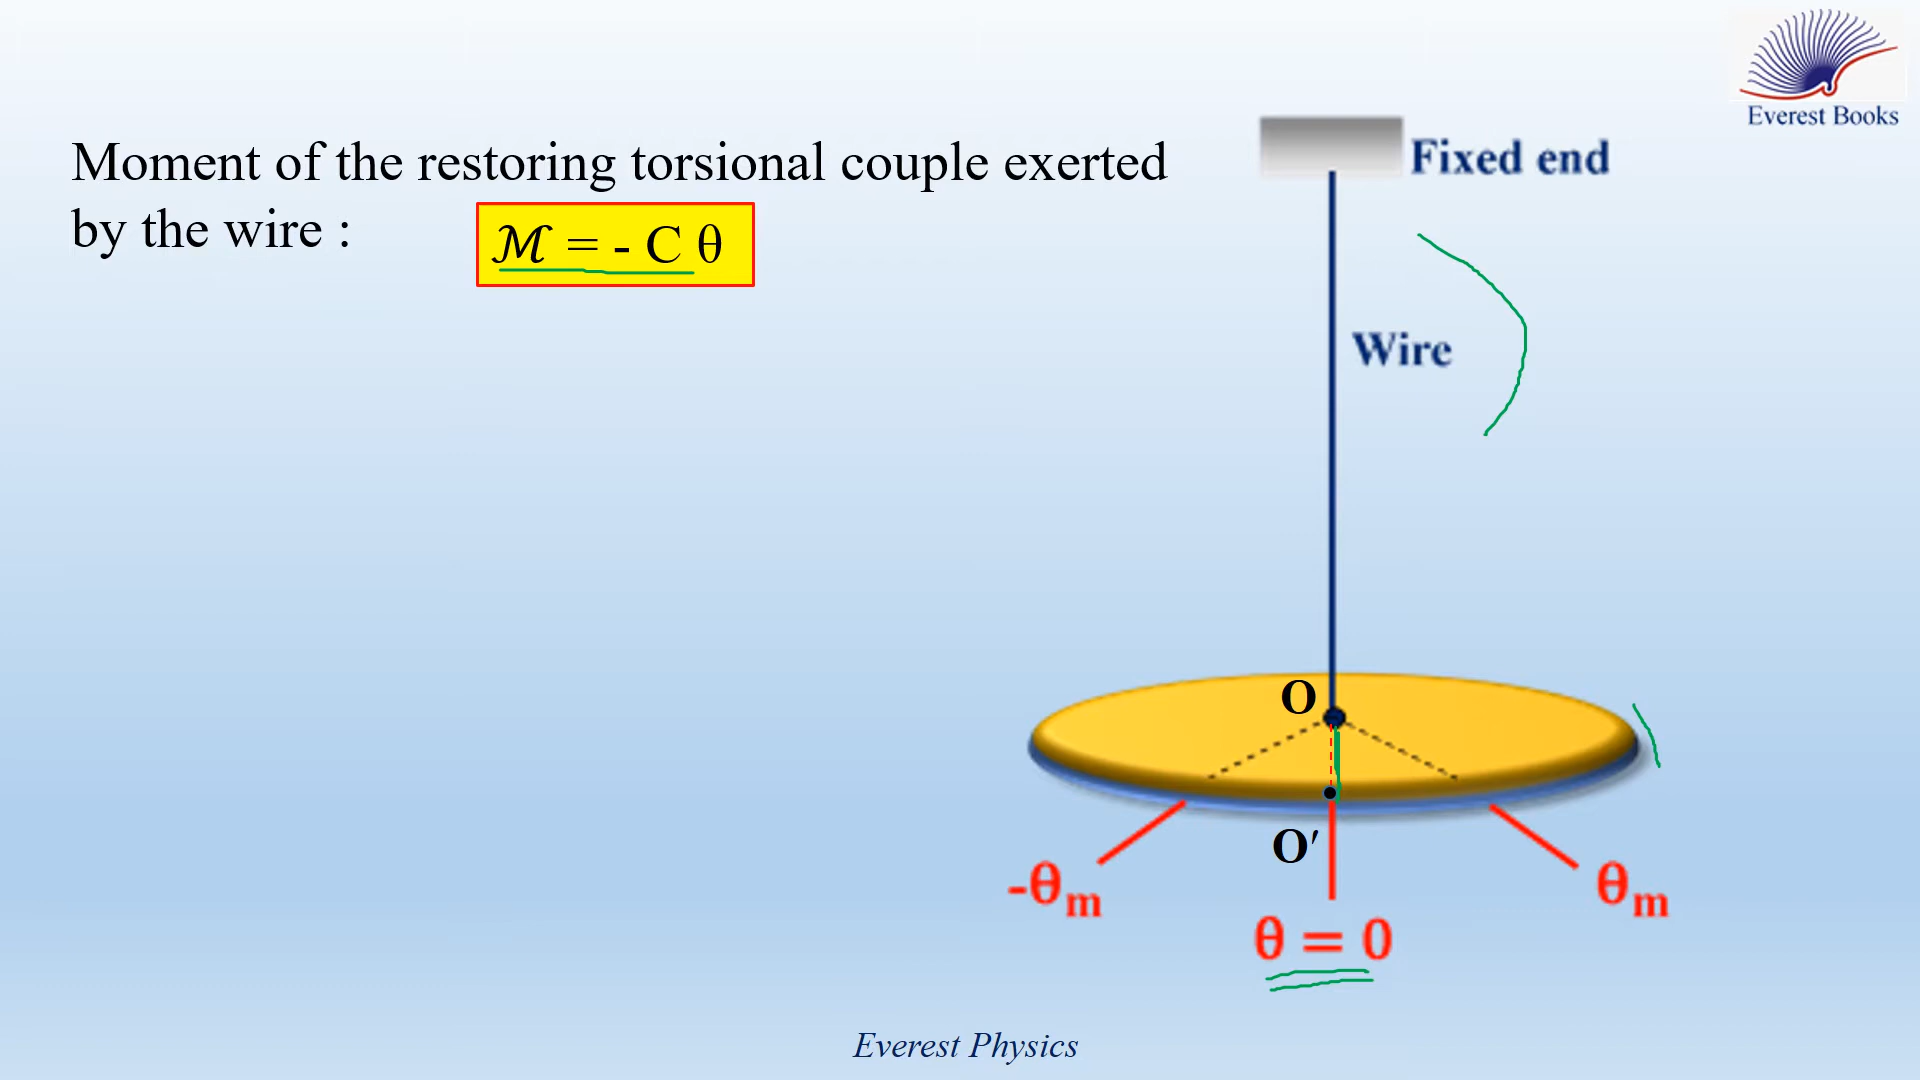 Everest Books
Moment of the restoring torsional couple exerted
by the wire :
ℳ = - C θ
Fixed end
Wire
O
O′
-θₘ
θₘ
θ = 0
Everest Physics